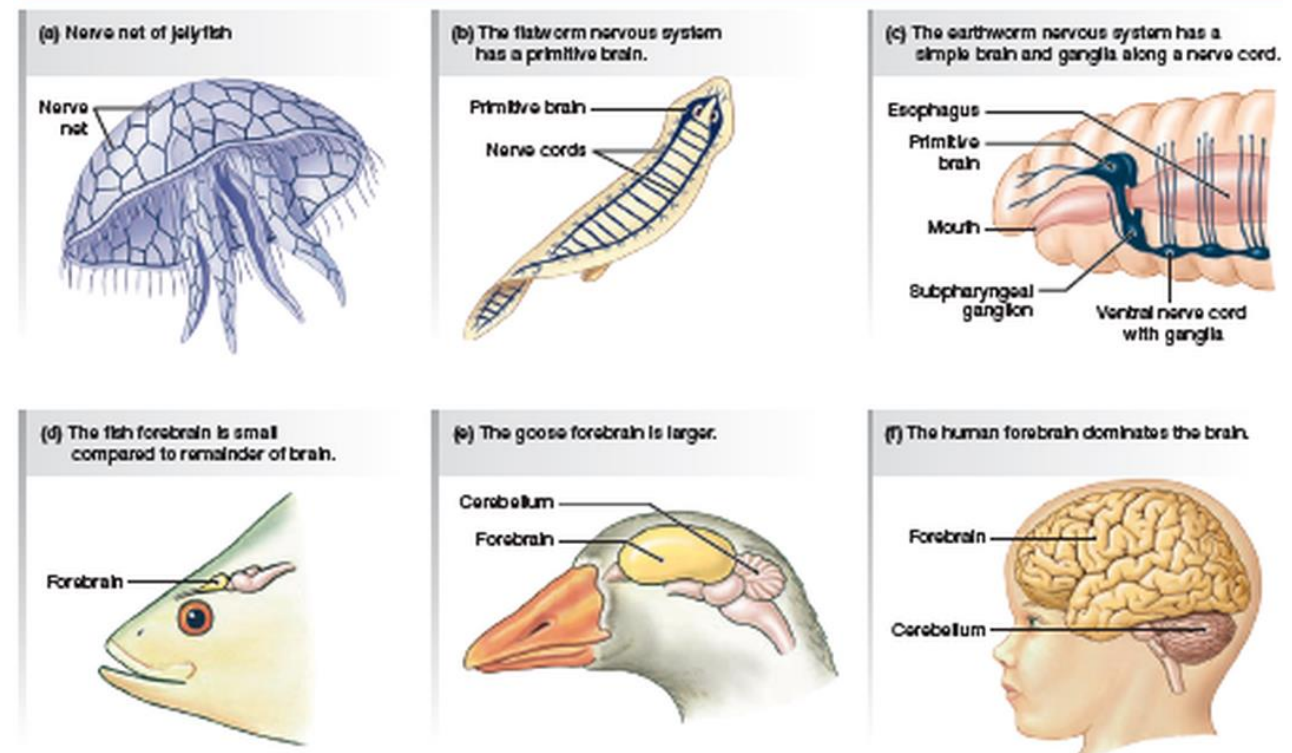 (a) Nerve net of jellyfish
Nerve
net
(b) The flatworm nervous system
has a primitive brain.
Primitive brain
Nerve cords
(c) The earthworm nervous system has a
simple brain and ganglia along a nerve cord.
Esophagus
Primitive
brain
Mouth
Subpharyngeal
ganglion
Ventral nerve cord
with ganglia
(d) The fish forebrain is small
compared to remainder of brain.
Forebrain
(e) The goose forebrain is larger.
Cerebellum
Forebrain
(f) The human forebrain dominates the brain.
Forebrain
Cerebellum